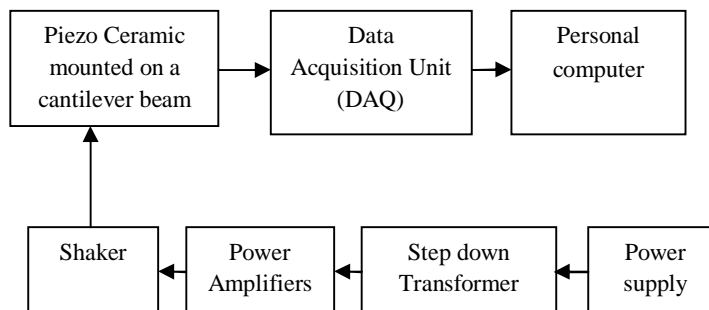 Piezo Ceramic
mounted on a
cantilever beam
Data
Acquisition Unit
(DAQ)
Personal
computer
Shaker
Power
Amplifiers
Step down
Transformer
Power
supply